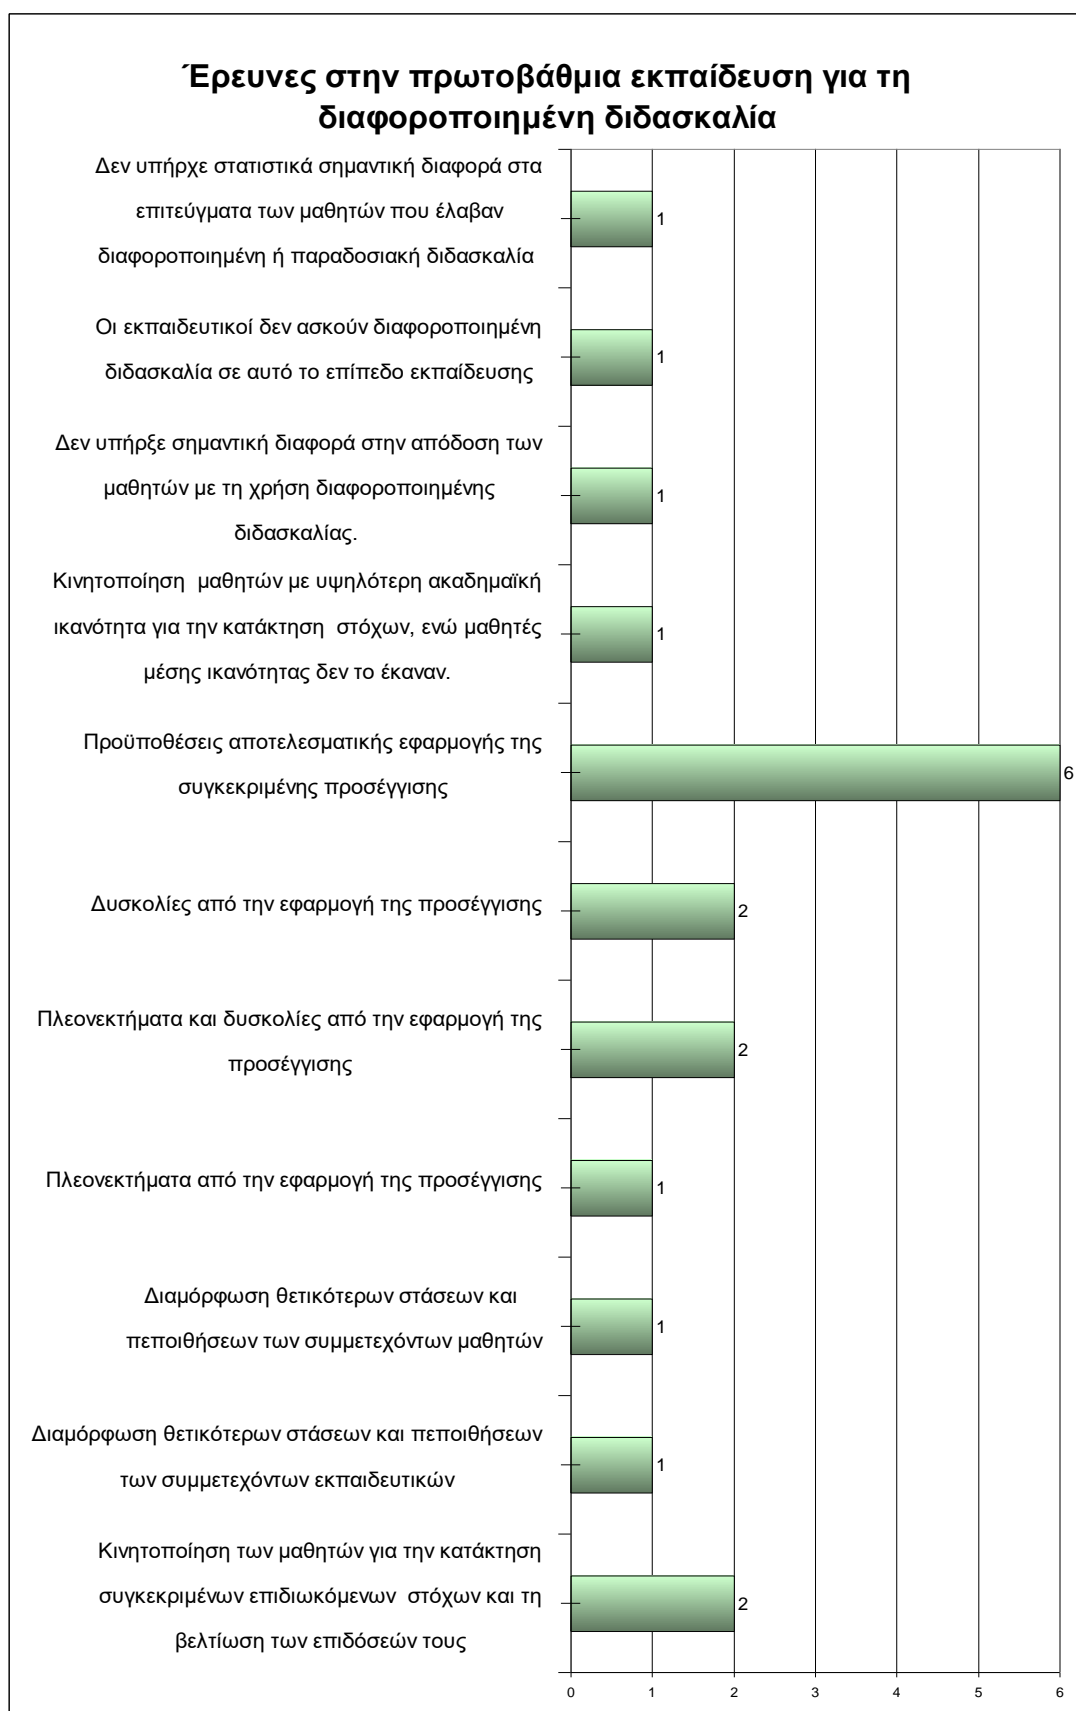 Έρευνες στην πρωτοβάθμια εκπαίδευση για τη
διαφοροποιημένη διδασκαλία
Δεν υπήρχε στατιστικά σημαντική διαφορά στα
επιτεύγματα των μαθητών που έλαβαν
διαφοροποιημένη ή παραδοσιακή διδασκαλία
1
Οι εκπαιδευτικοί δεν ασκούν διαφοροποιημένη
διδασκαλία σε αυτό το επίπεδο εκπαίδευσης
1
Δεν υπήρξε σημαντική διαφορά στην απόδοση των
μαθητών με τη χρήση διαφοροποιημένης
διδασκαλίας.
1
Κινητοποίηση μαθητών με υψηλότερη ακαδημαϊκή
ικανότητα για την κατάκτηση στόχων, ενώ μαθητές
μέσης ικανότητας δεν το έκαναν.
1
Προϋποθέσεις αποτελεσματικής εφαρμογής της
συγκεκριμένης προσέγγισης
6
Δυσκολίες από την εφαρμογή της προσέγγισης
2
Πλεονεκτήματα και δυσκολίες από την εφαρμογή της
προσέγγισης
2
Πλεονεκτήματα από την εφαρμογή της προσέγγισης
1
Διαμόρφωση θετικότερων στάσεων και
πεποιθήσεων των συμμετεχόντων μαθητών
1
Διαμόρφωση θετικότερων στάσεων και πεποιθήσεων
των συμμετεχόντων εκπαιδευτικών
1
Κινητοποίηση των μαθητών για την κατάκτηση
συγκεκριμένων επιδιωκόμενων στόχων και τη
βελτίωση των επιδόσεών τους
2
0 1 2 3 4 5 6